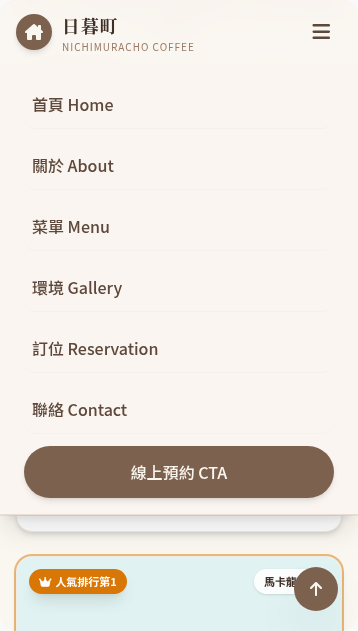 日暮町
NICHIMURACHO COFFEE
首頁 Home
關於 About
菜單 Menu
環境 Gallery
訂位 Reservation
聯絡 Contact
線上預約 CTA
人氣排行第1
馬卡龍